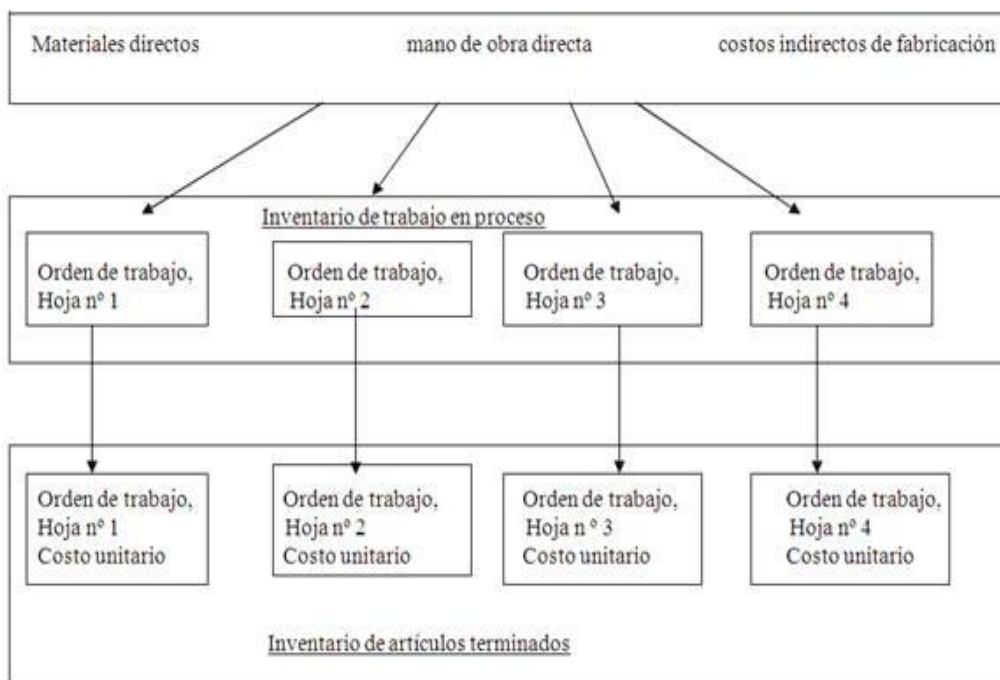 Materiales directos mano de obra directa costos indirectos de fabricación
Inventario de trabajo en proceso
Orden de trabajo,
Hoja nº 1
Orden de trabajo,
Hoja nº 2
Orden de trabajo,
Hoja nº 3
Orden de trabajo,
Hoja nº 4
Orden de trabajo,
Hoja nº 1
Costo unitario
Orden de trabajo,
Hoja nº 2
Costo unitario
Orden de trabajo,
Hoja n º 3
Costo unitario
Orden de trabajo,
Hoja nº 4
Costo unitario
Inventario de artículos terminados